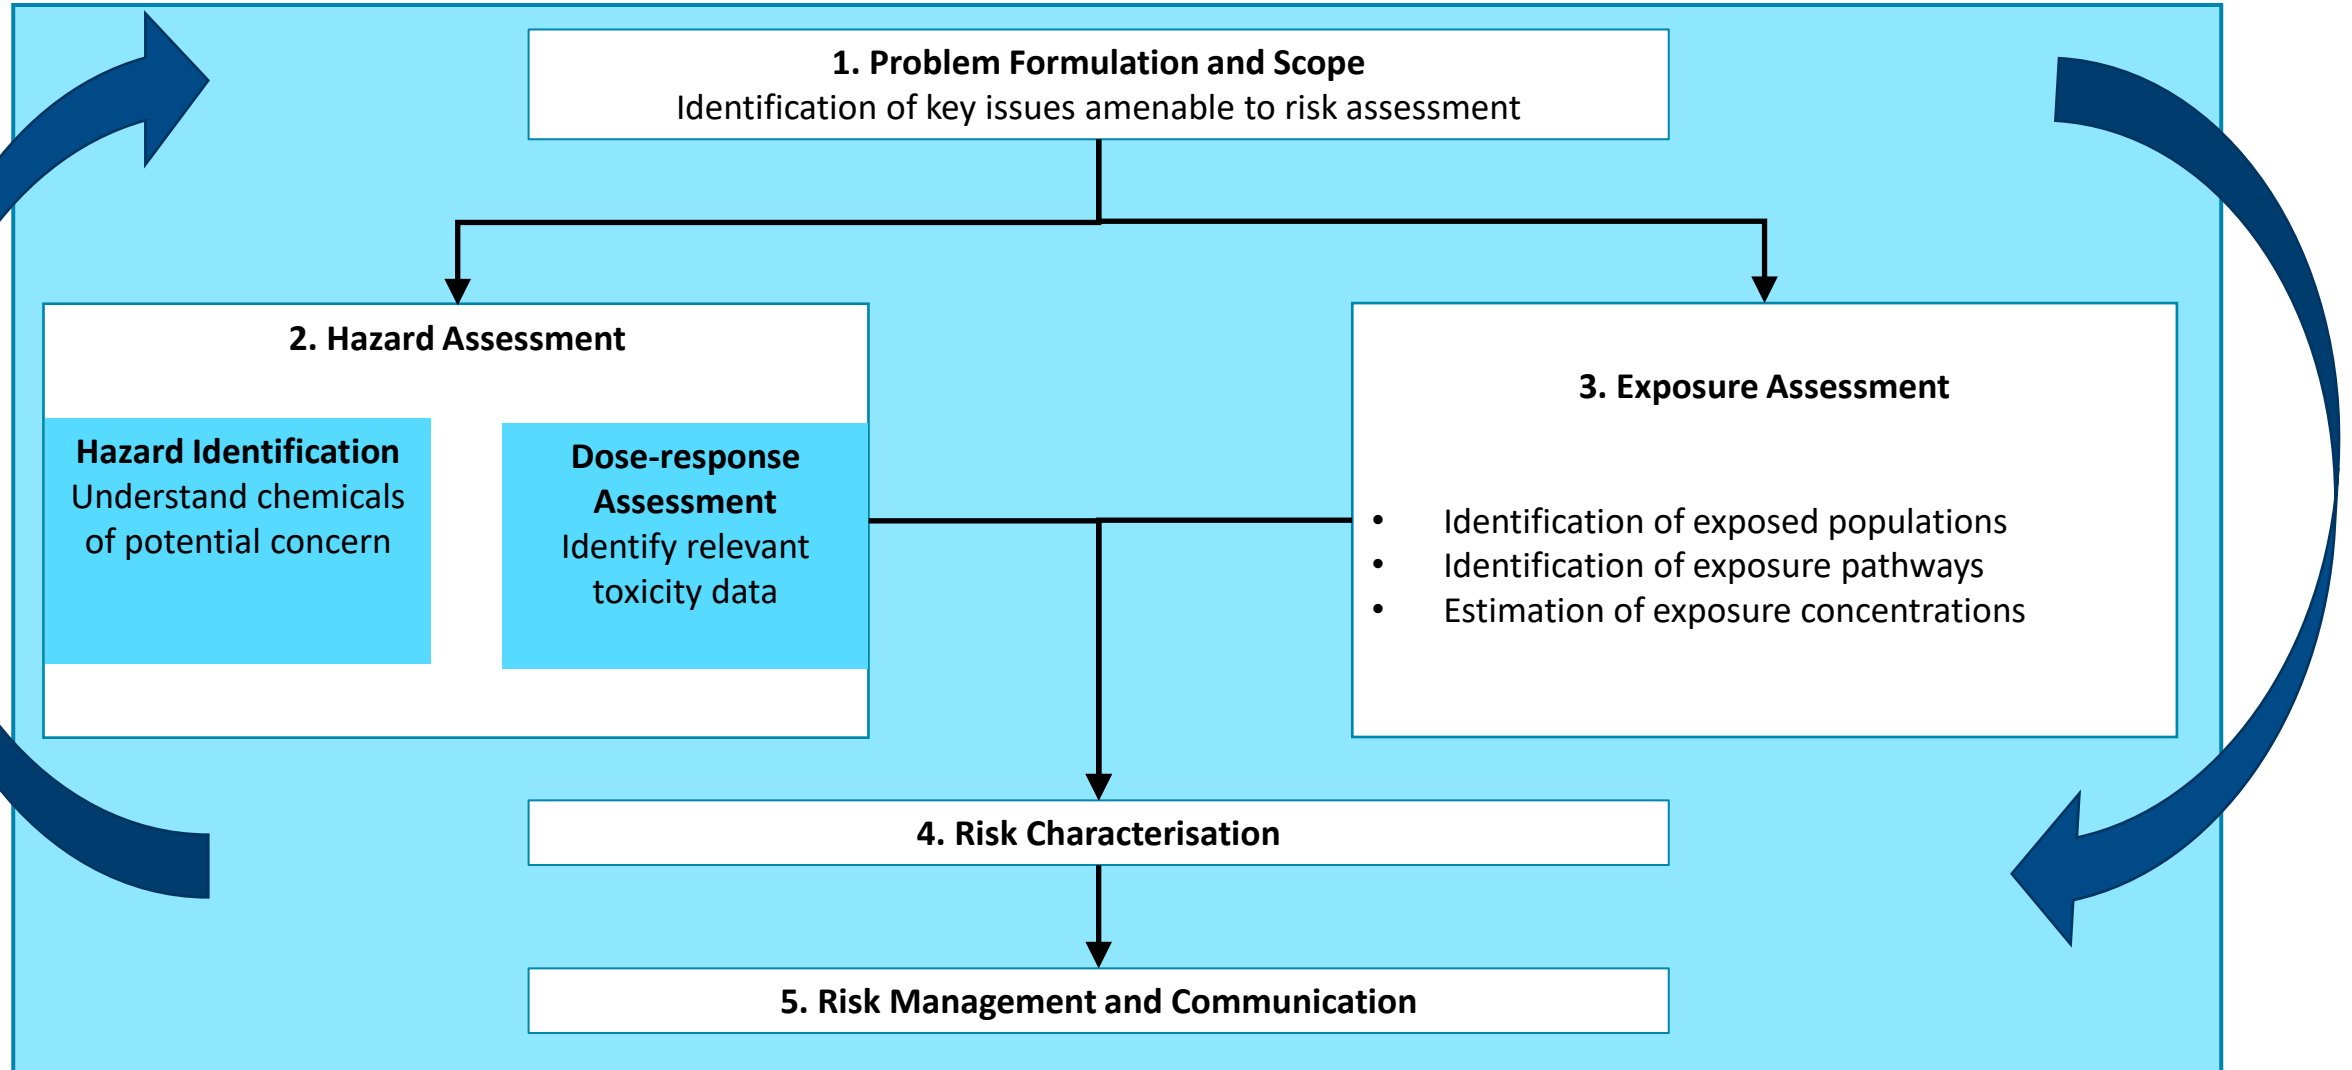 1. Problem Formulation and Scope
Identification of key issues amenable to risk assessment
2. Hazard Assessment
Hazard Identification
Understand chemicals
of potential concern
Dose-response
Assessment
Identify relevant
toxicity data
3. Exposure Assessment
• Identification of exposed populations
• Identification of exposure pathways
• Estimation of exposure concentrations
4. Risk Characterisation
5. Risk Management and Communication